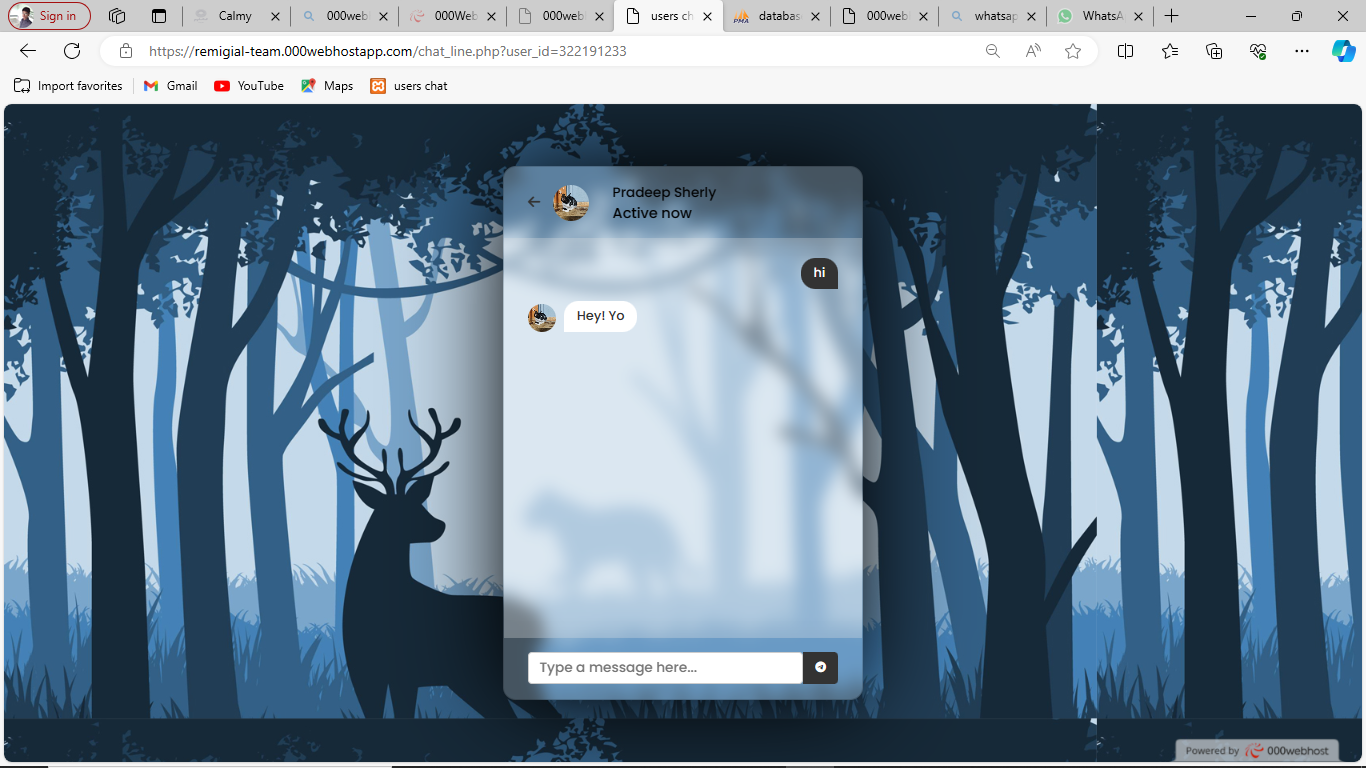 Sign in
Calmy
000webl
000Web
000web
users ch
databas
000web
whatsap
WhatsA
https://remigial-team.000webhostapp.com/chat_line.php?user_id=322191233
Import favorites
Gmail
YouTube
Maps
users chat
Pradeep Sherly
Active now
hi
Hey! Yo
Type a message here...
Powered by 000webhost